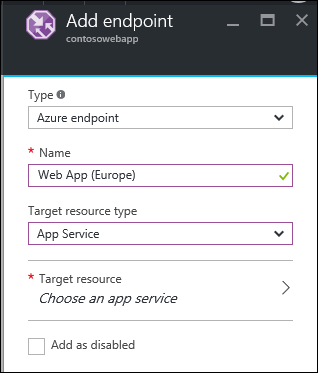 Add endpoint
contosowebapp
Type
Azure endpoint
* Name
Web App (Europe)
Target resource type
App Service
* Target resource
Choose an app service
Add as disabled